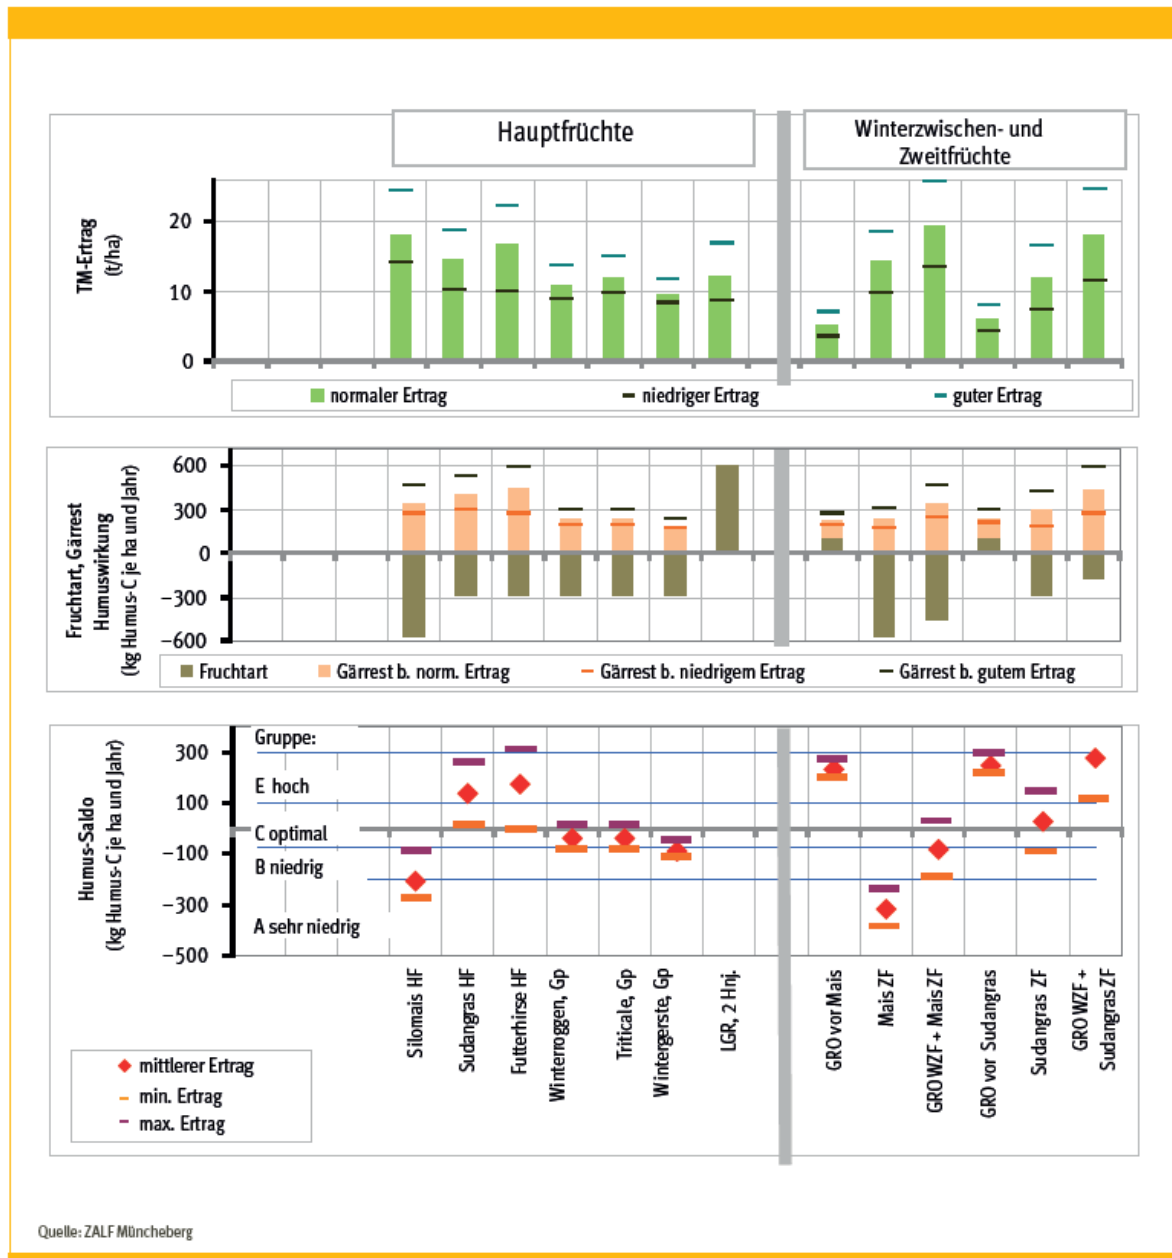 Hauptfrüchte
Winterzwischen- und
Zweitfrüchte
TM-Ertrag
(t/ha)
20
10
0
normaler Ertrag
niedriger Ertrag
guter Ertrag
Fruchtart, Gärrest
Humuswirkung
(kg Humus-C je ha und Jahr)
600
300
0
−300
−600
Fruchtart
Gärrest b. norm. Ertrag
Gärrest b. niedrigem Ertrag
Gärrest b. gutem Ertrag
Humus-Saldo
(kg Humus-C je ha und Jahr)
300
100
−100
−300
−500
Gruppe:
E hoch
C optimal
B niedrig
A sehr niedrig
Silomais HF
Sudangras HF
Futterhirse HF
Winterroggen, Gp
Triticale, Gp
Wintergerste, Gp
LGR, 2 Hnj.
GRO vor Mais
Mais ZF
GROWZF + Mais ZF
GRO vor Sudangras
Sudangras ZF
GRO WZF +
Sudangras ZF
mittlerer Ertrag
min. Ertrag
max. Ertrag
Quelle: ZALF Müncheberg